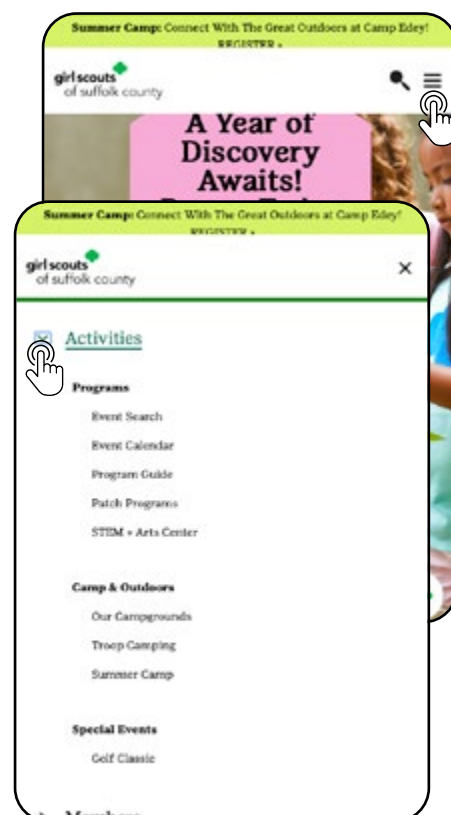 Summer Camp: Connect With The Great Outdoors at Camp Edey!
REGISTER »
girl scouts
of suffolk county
A Year of
Discovery
Awaits!
Summer Camp: Connect With The Great Outdoors at Camp Edey!
REGISTER »
girl scouts
of suffolk county
Activities
Programs
Event Search
Event Calendar
Program Guide
Patch Programs
STEM + Arts Center
Camp & Outdoors
Our Campgrounds
Troop Camping
Summer Camp
Special Events
Golf Classic
Members